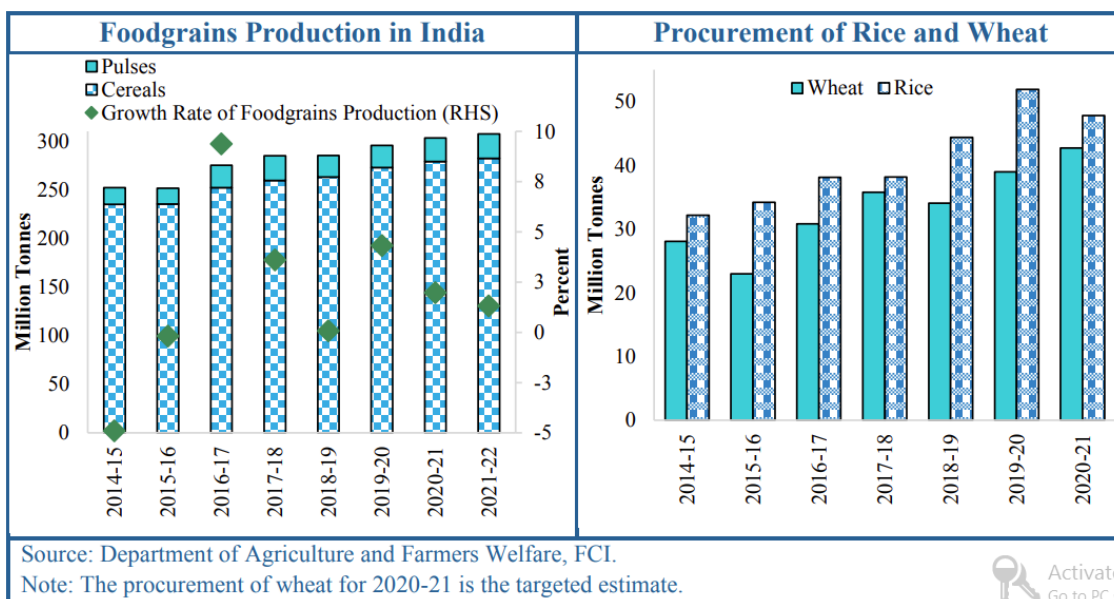 Foodgrains Production in India
Pulses
Cereals
Growth Rate of Foodgrains Production (RHS)
Million Tonnes
300
250
200
150
100
50
0
10
8
5
3
0
-3
-5
Percent
2014-15
2015-16
2016-17
2017-18
2018-19
2019-20
2020-21
2021-22
Procurement of Rice and Wheat
Wheat
Rice
Million Tonnes
50
40
30
20
10
0
2014-15
2015-16
2016-17
2017-18
2018-19
2019-20
2020-21
Source: Department of Agriculture and Farmers Welfare, FCI.
Note: The procurement of wheat for 2020-21 is the targeted estimate.
Activate
Go to PC